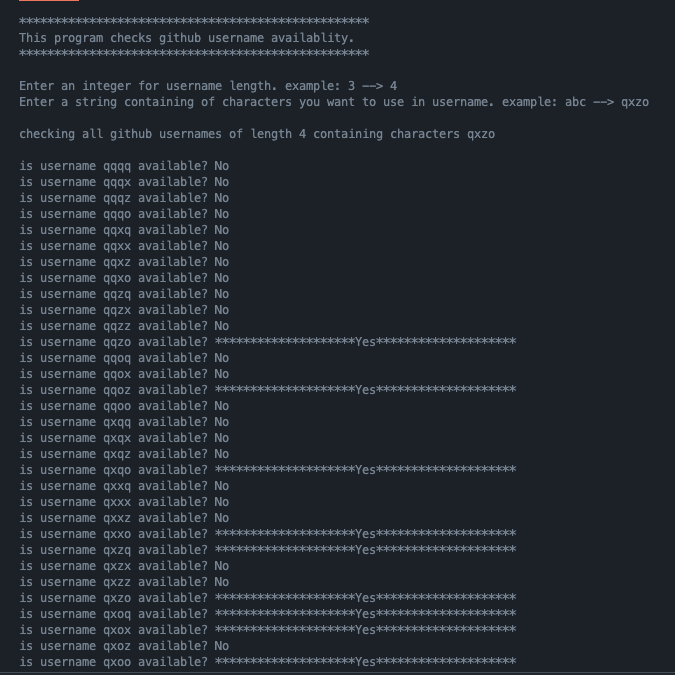 **************************************************
This program checks github username availablity.
**************************************************
Enter an integer for username length. example: 3 --> 4
Enter a string containing of characters you want to use in username. example: abc --> qxzo
checking all github usernames of length 4 containing characters qxzo
is username qqqq available? No
is username qqqx available? No
is username qqqz available? No
is username qqqo available? No
is username qqxq available? No
is username qqxx available? No
is username qqxz available? No
is username qqxo available? No
is username qqzq available? No
is username qqzx available? No
is username qqzz available? No
is username qqzo available? ********************Yes********************
is username qqoq available? No
is username qqox available? No
is username qqoz available? ********************Yes********************
is username qqoo available? No
is username qxqq available? No
is username qxqx available? No
is username qxqz available? No
is username qxqo available? ********************Yes********************
is username qxxq available? No
is username qxxx available? No
is username qxxz available? No
is username qxxo available? ********************Yes********************
is username qxzq available? ********************Yes********************
is username qxzx available? No
is username qxzz available? No
is username qxzo available? ********************Yes********************
is username qxoq available? ********************Yes********************
is username qxox available? ********************Yes********************
is username qxoz available? No
is username qxoo available? ********************Yes********************